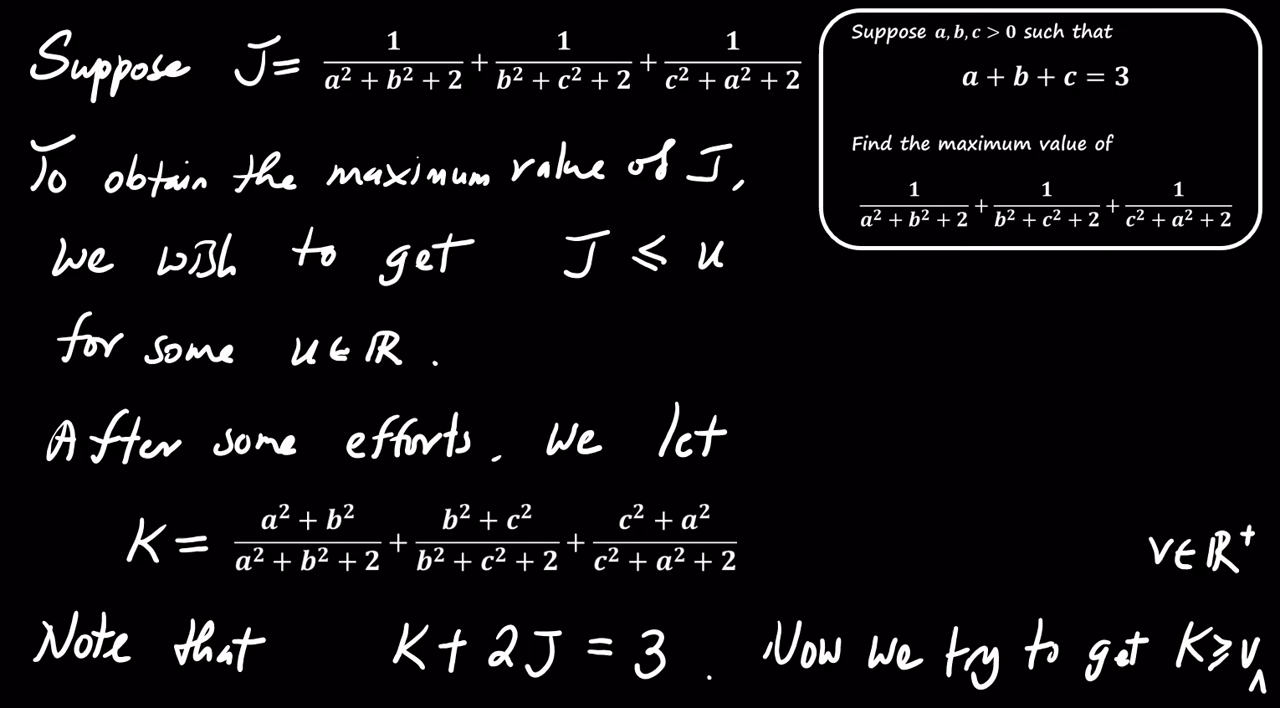 Suppose J = 1/(a² + b² + 2) + 1/(b² + c² + 2) + 1/(c² + a² + 2)
To obtain the maximum value of J,
we wish to get J ⩽ u
for some u ∈ ℝ.
After some efforts, we let
K = (a² + b²)/(a² + b² + 2) + (b² + c²)/(b² + c² + 2) + (c² + a²)/(c² + a² + 2)
Note that K + 2J = 3. Now we try to get K ⩾ v ^
v ∈ ℝ⁺
Suppose a, b, c > 0 such that
a + b + c = 3
Find the maximum value of
1/(a² + b² + 2) + 1/(b² + c² + 2) + 1/(c² + a² + 2)